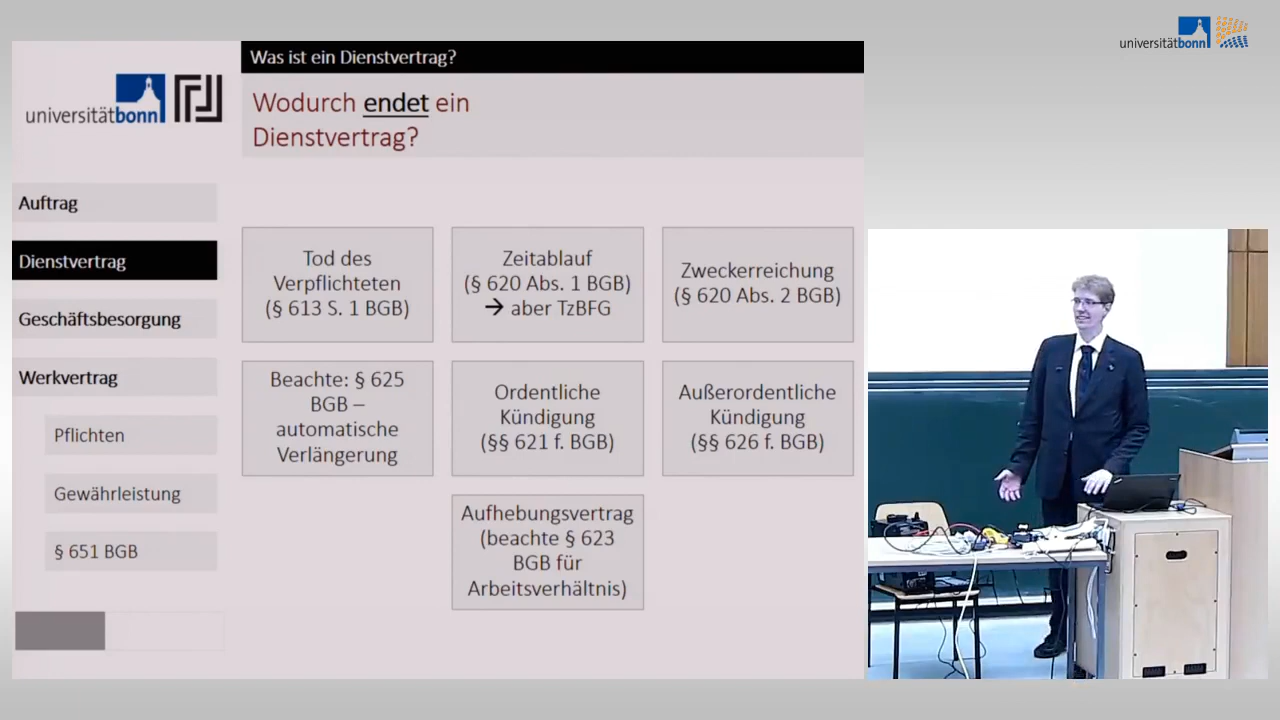 universitätbonn
Was ist ein Dienstvertrag?
universitätbonn
Wodurch endet ein
Dienstvertrag?
Auftrag
Dienstvertrag
Geschäftsbesorgung
Werkvertrag
Pflichten
Gewährleistung
§ 651 BGB
Tod des
Verpflichteten
(§ 613 S. 1 BGB)
Zeitablauf
(§ 620 Abs. 1 BGB)
→ aber TzBFG
Zweckerreichung
(§ 620 Abs. 2 BGB)
Beachte: § 625
BGB –
automatische
Verlängerung
Ordentliche
Kündigung
(§§ 621 f. BGB)
Außerordentliche
Kündigung
(§§ 626 f. BGB)
Aufhebungsvertrag
(beachte § 623
BGB für
Arbeitsverhältnis)